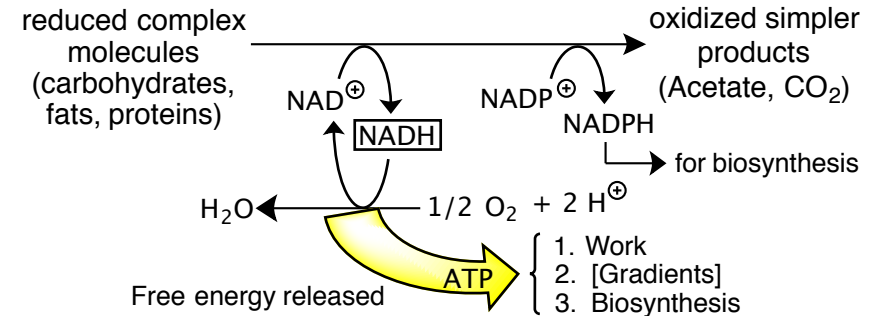 reduced complex
molecules
(carbohydrates,
fats, proteins)
oxidized simpler
products
(Acetate, CO₂)
NAD⊕
NADH
NADP⊕
NADPH
for biosynthesis
H₂O
1/2 O₂ + 2 H⊕
ATP
1. Work
2. [Gradients]
3. Biosynthesis
Free energy released